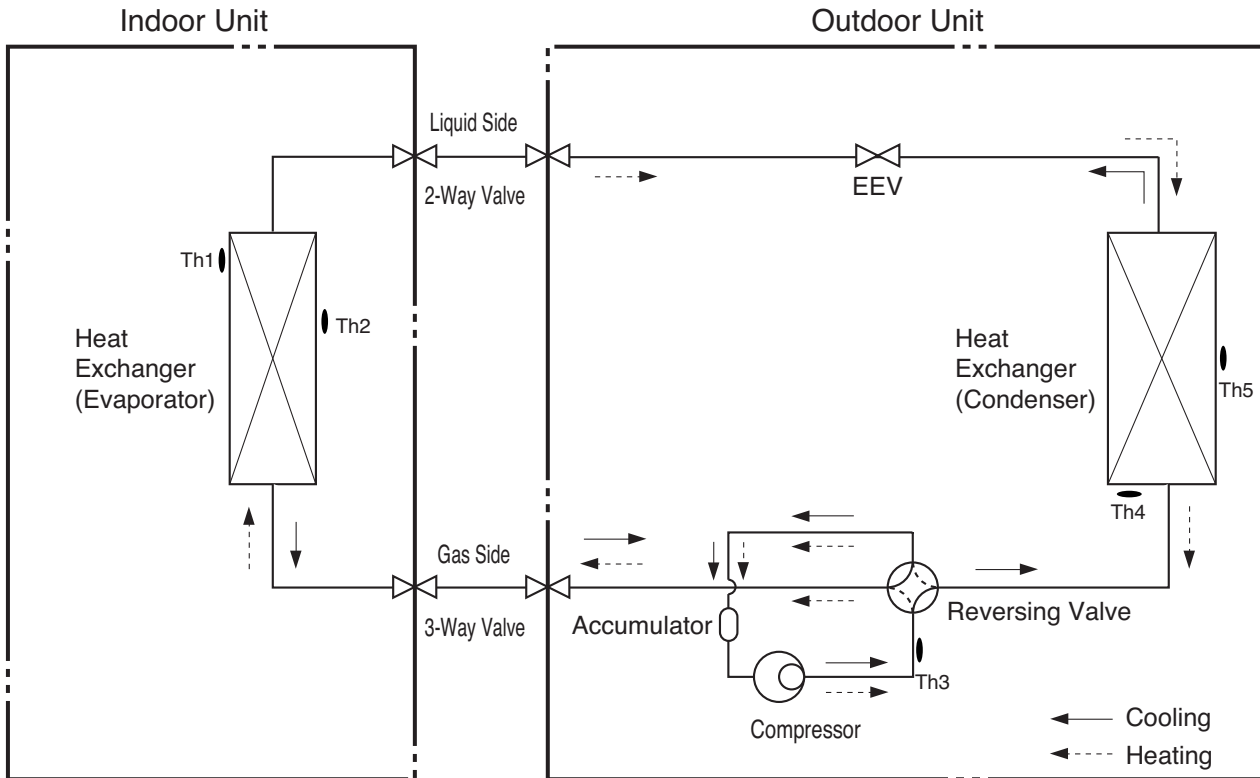 Indoor Unit
Outdoor Unit
Liquid Side
2-Way Valve
EEV
Th1
Th2
Heat
Exchanger
(Evaporator)
Heat
Exchanger
(Condenser)
Th5
Th4
Gas Side
3-Way Valve
Accumulator
Reversing Valve
Th3
Compressor
Cooling
Heating